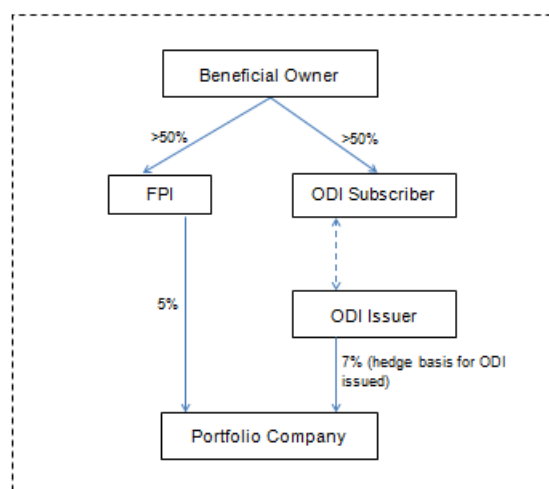 Beneficial Owner
>50%
>50%
FPI
ODI Subscriber
5%
ODI Issuer
7% (hedge basis for ODI
issued)
Portfolio Company